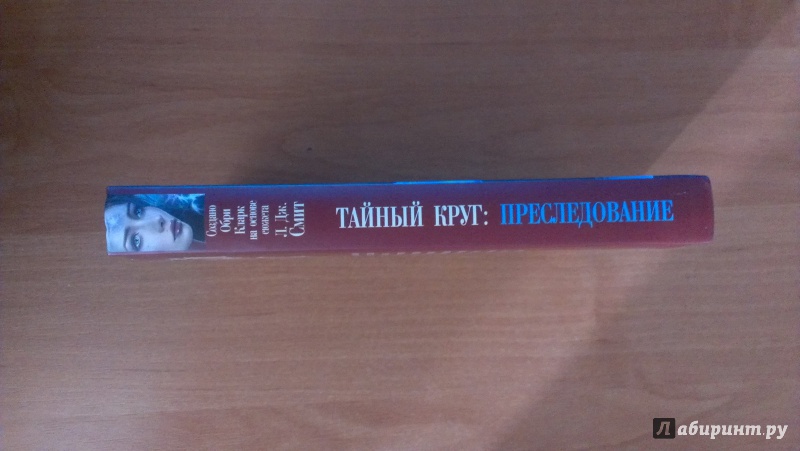 Создано
Обри
Кларк
на основе
сюжета
Л. Дж.
Смит
ТАЙНЫЙ КРУГ: ПРЕСЛЕДОВАНИЕ
Лабиринт.ру